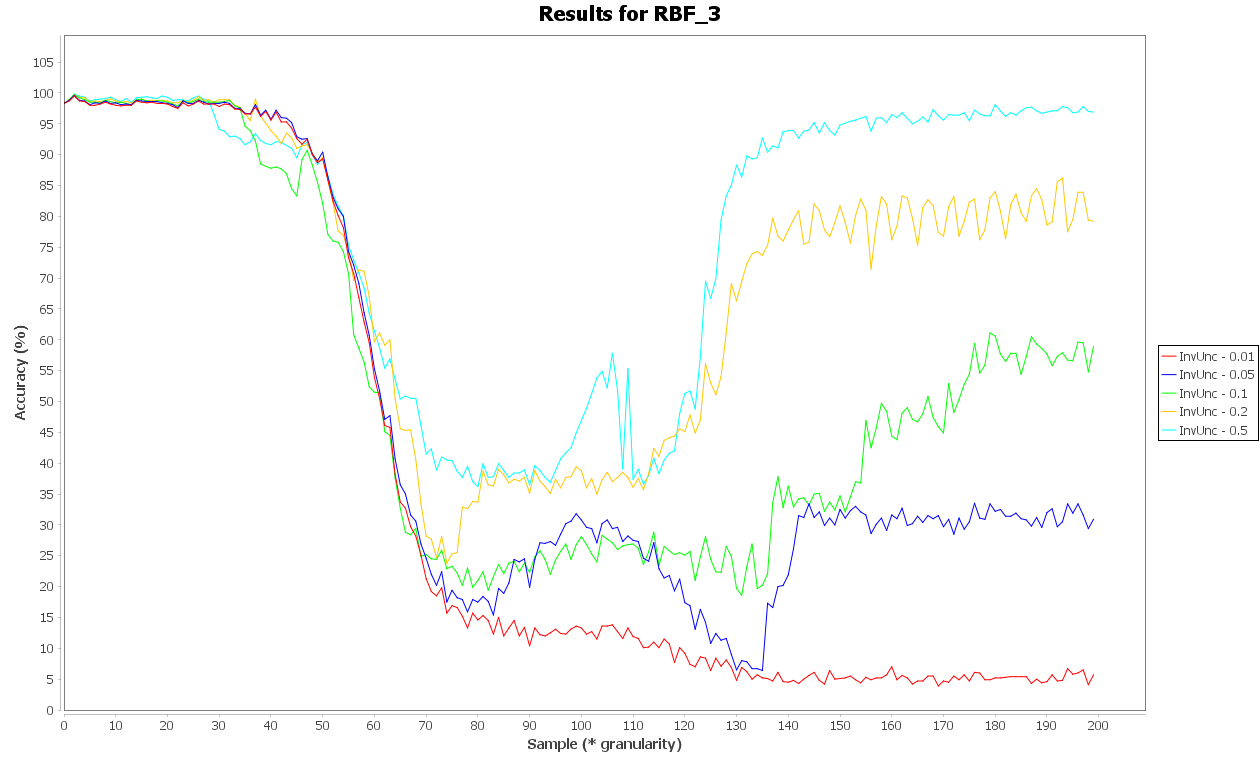 Results for RBF_3
105
100
95
90
85
80
75
70
65
60
55
50
45
40
35
30
25
20
15
10
5
0
Accuracy (%)
0 10 20 30 40 50 60 70 80 90 100 110 120 130 140 150 160 170 180 190 200
Sample (* granularity)
InvUnc - 0.01
InvUnc - 0.05
InvUnc - 0.1
InvUnc - 0.2
InvUnc - 0.5